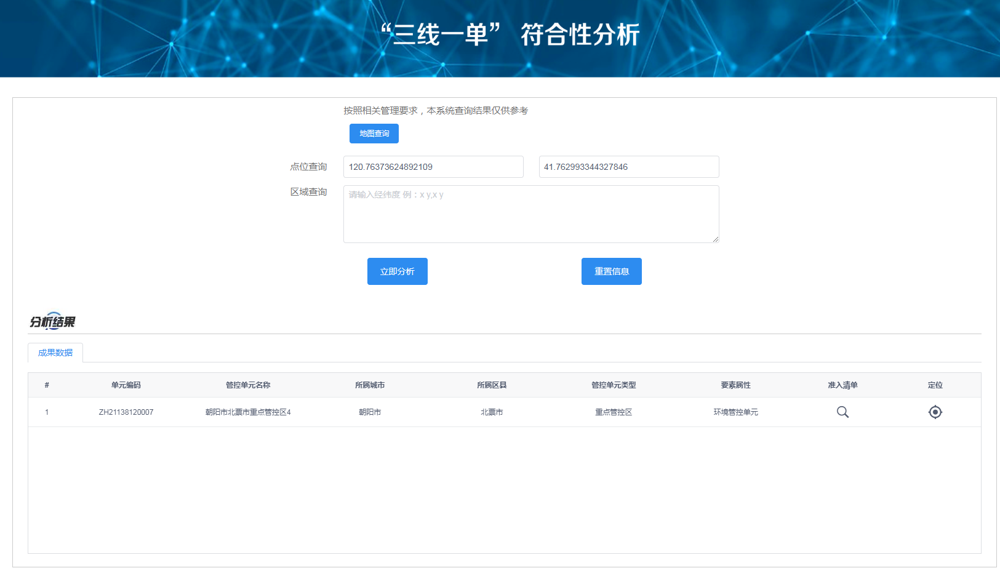 “三线一单” 符合性分析
按照相关管理要求，本系统查询结果仅供参考
地图查询
点位查询 120.76373624892109 41.762993344327846
区域查询 请输入经纬度 例：x y,x y
立即分析 重置信息
分析结果
成果数据
# 单元编码 管控单元名称 所属城市 所属区县 管控单元类型 要素属性 准入清单 定位
1 ZH21138120007 朝阳市北票市重点管控区4 朝阳市 北票市 重点管控区 环境管控单元